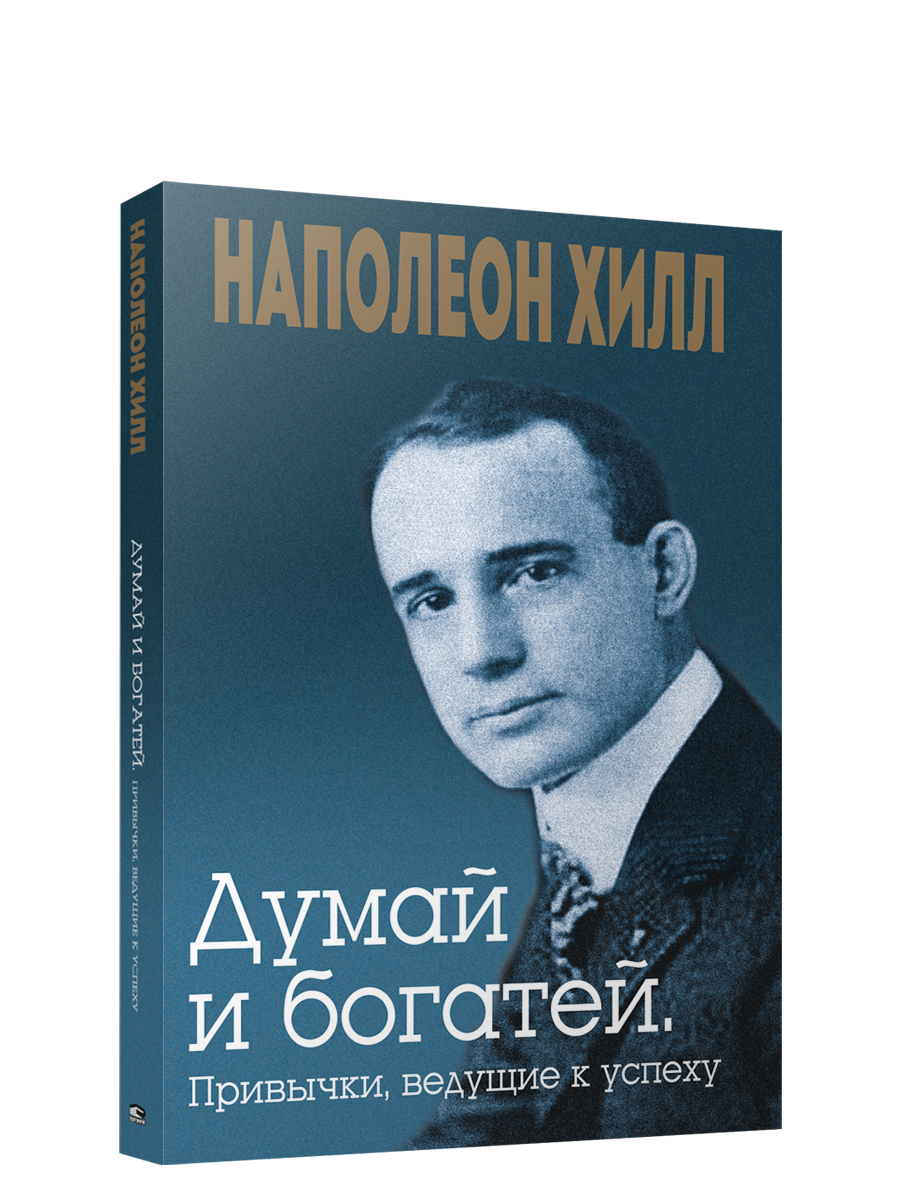 НАПОЛЕОН ХИЛЛ
Думай
и богатей.
Привычки, ведущие к успеху
НАПОЛЕОН ХИЛЛ
ДУМАЙ И БОГАТЕЙ. ПРИВЫЧКИ, ВЕДУЩИЕ К УСПЕХУ